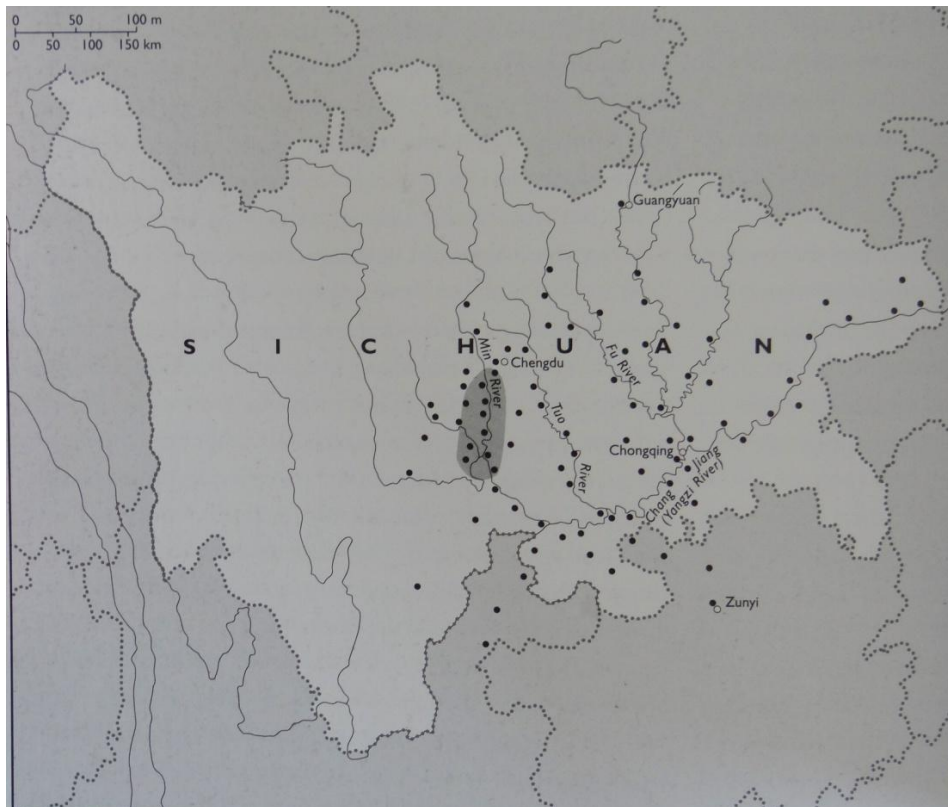 0 50 100 m
0 50 100 150 km
Guangyuan
S I C H U A N
Min River
Chengdu
Fu River
Tuo River
Chongqing
Chang Jiang
(Yangzi River)
Zunyi